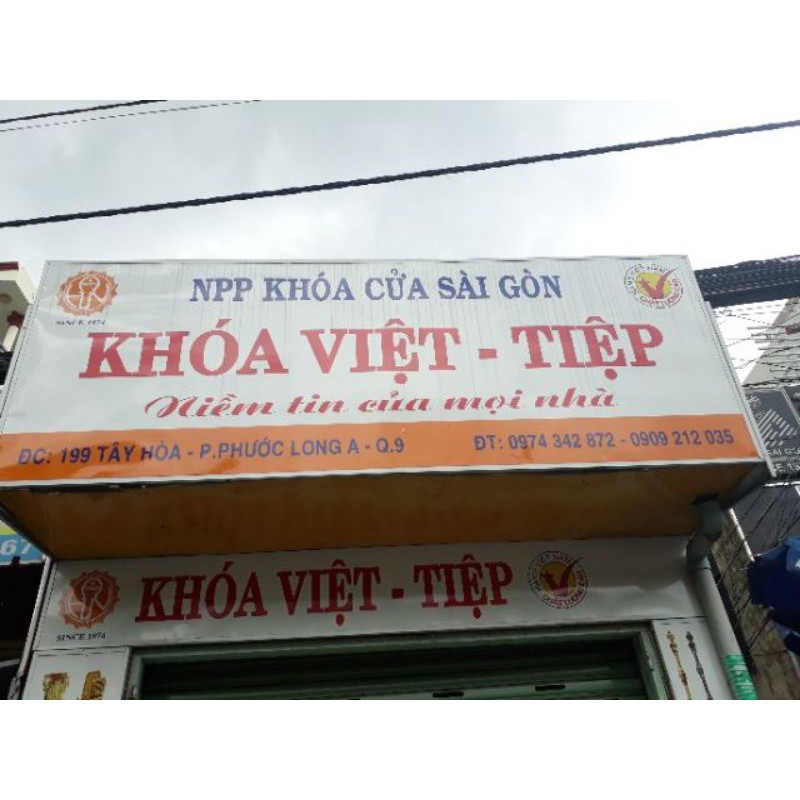 NPP KHÓA CỬA SÀI GÒN
SINCE 1974
KHÓA VIỆT - TIỆP
Niềm tin của mọi nhà
ĐC: 199 TÂY HÒA - P.PHƯỚC LONG A - Q.9
ĐT: 0974 342 872 - 0909 212 035
KHÓA VIỆT - TIỆP
SINCE 1974